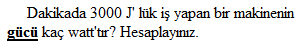 Dakikada 3000 J' lük iş yapan bir makinenin
gücü kaç watt'tır? Hesaplayınız.